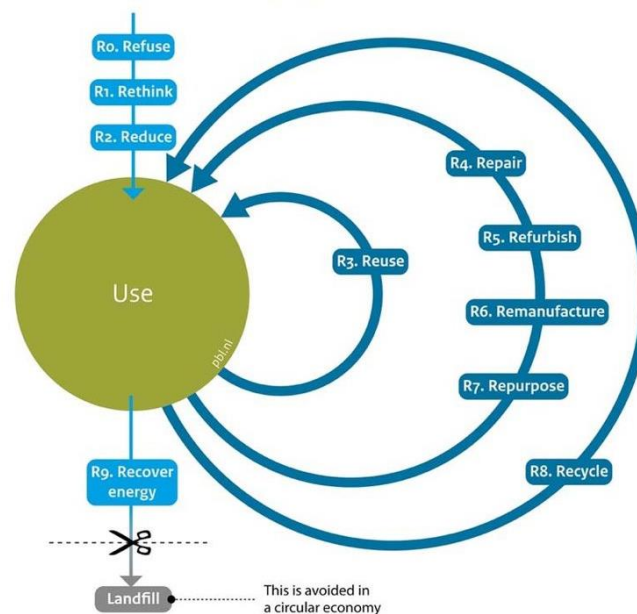 R0. Refuse
R1. Rethink
R2. Reduce
R4. Repair
R5. Refurbish
R3. Reuse
Use
R6. Remanufacture
pbl.nl
R7. Repurpose
R9. Recover
energy
R8. Recycle
Landfill
This is avoided in
a circular economy